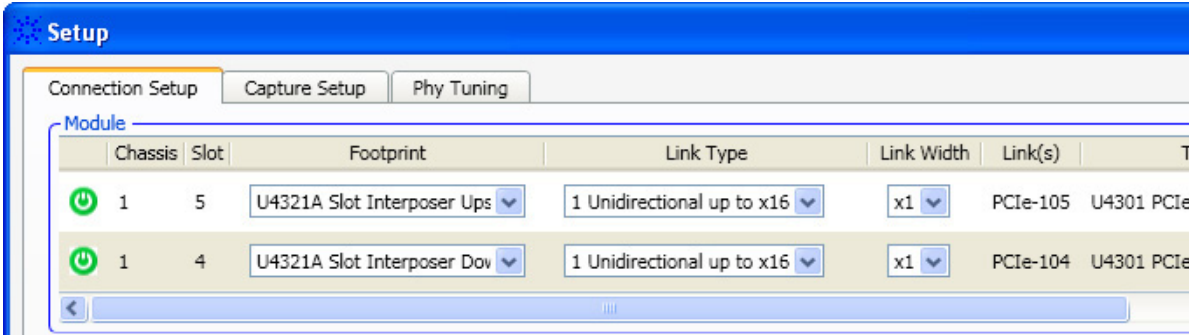 Setup
Connection Setup Capture Setup Phy Tuning
Module
Chassis Slot Footprint Link Type Link Width Link(s) T
1 5 U4321A Slot Interposer Ups 1 Unidirectional up to x16 x1 PCIe-105 U4301 PCIe
1 4 U4321A Slot Interposer Dov 1 Unidirectional up to x16 x1 PCIe-104 U4301 PCIe